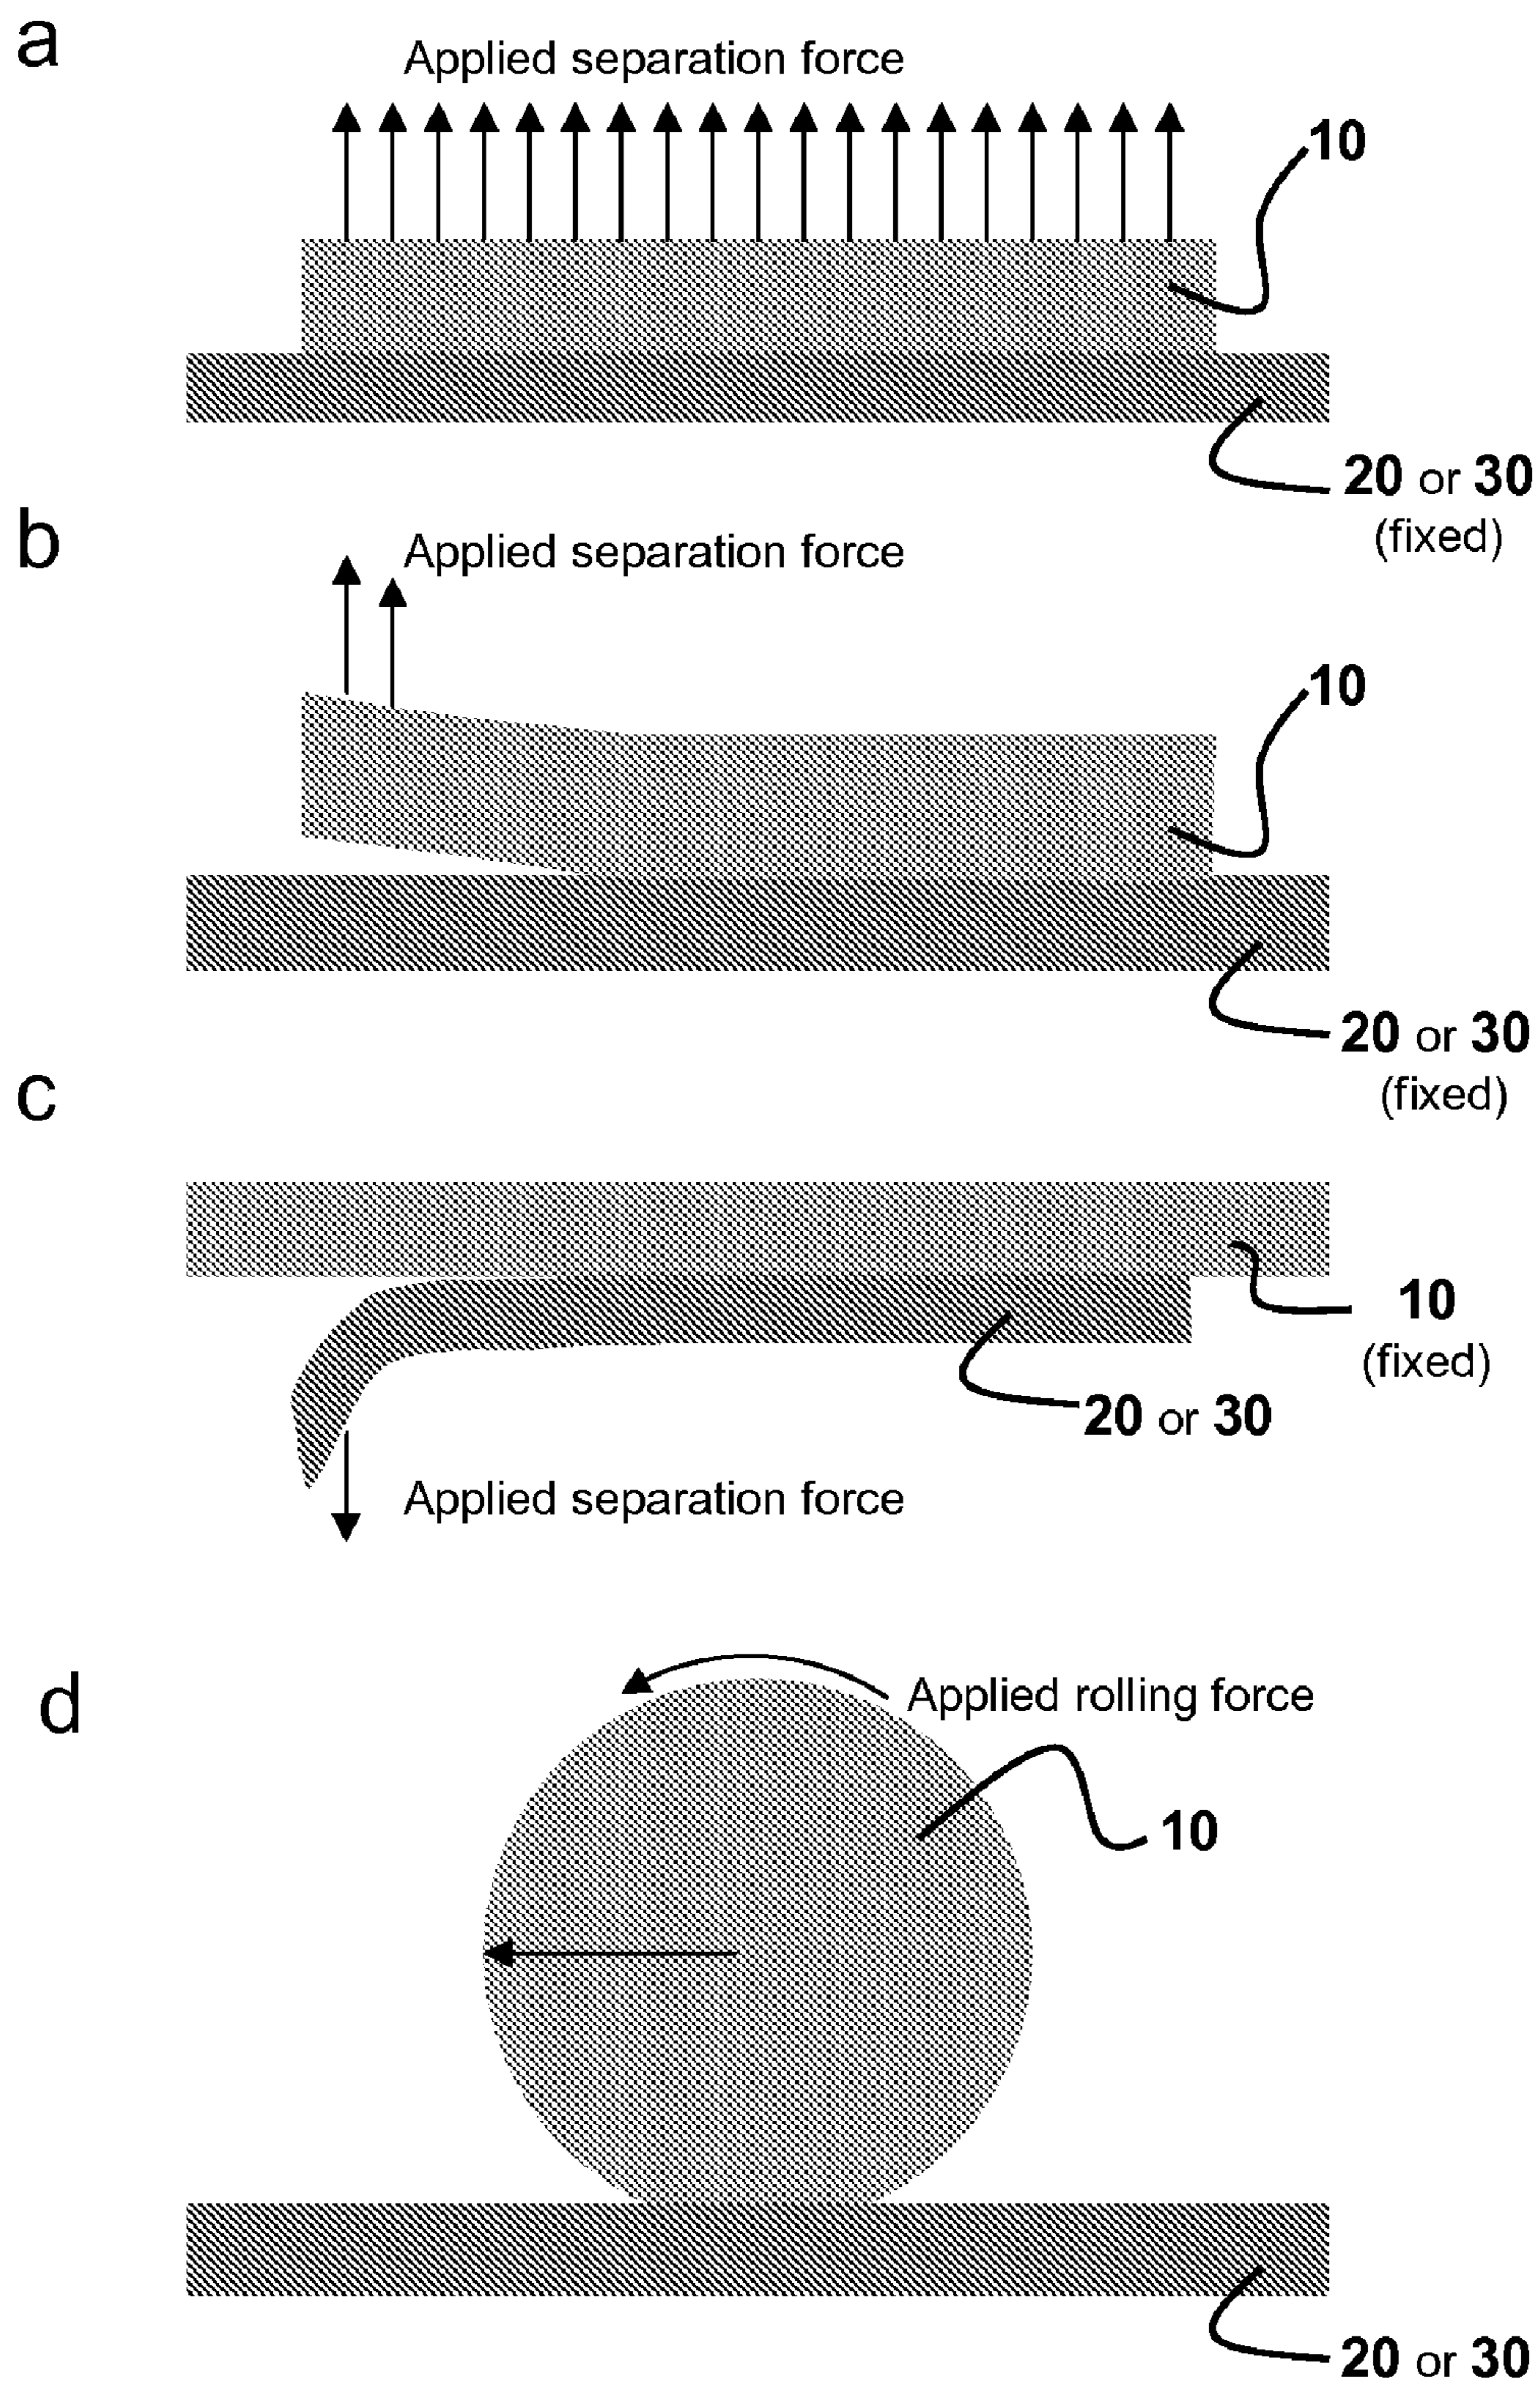 a
Applied separation force
10
20 or 30
(fixed)
b
Applied separation force
10
20 or 30
(fixed)
c
10
(fixed)
20 or 30
Applied separation force
d
Applied rolling force
10
20 or 30